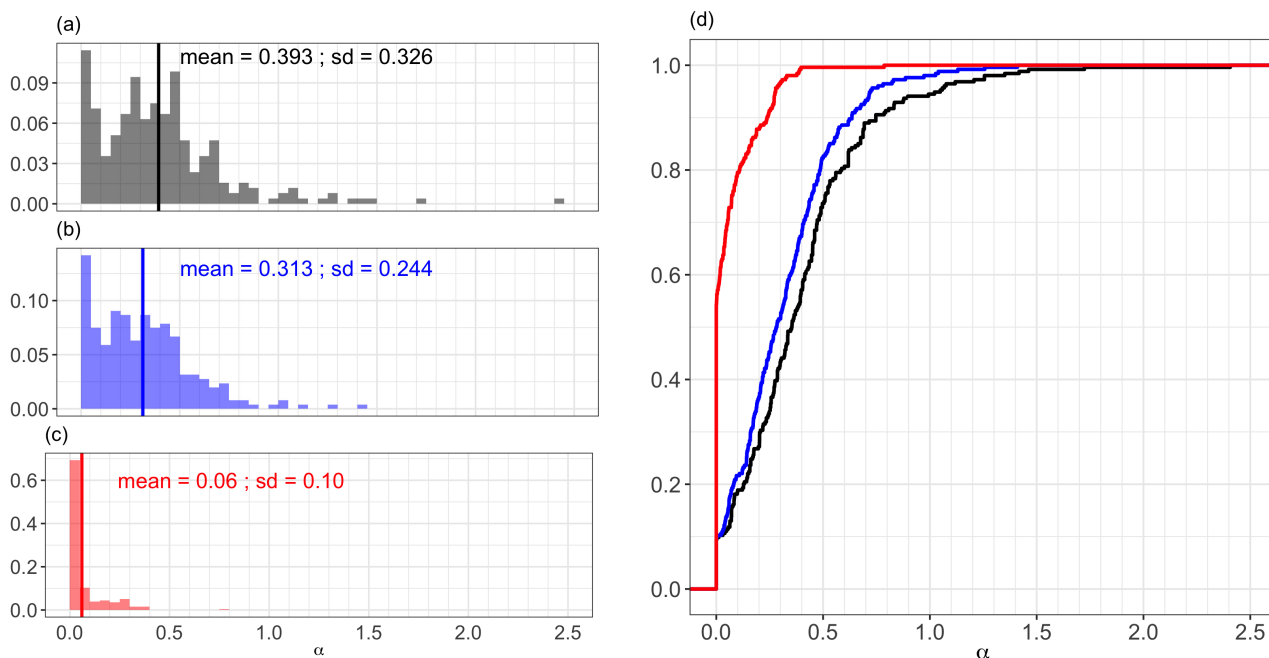 (a)
mean = 0.393 ; sd = 0.326
0.09
0.06
0.03
0.00
(b)
mean = 0.313 ; sd = 0.244
0.10
0.05
0.00
(c)
mean = 0.06 ; sd = 0.10
0.6
0.4
0.2
0.0
0.0 0.5 1.0 1.5 2.0 2.5
α
(d)
1.0
0.8
0.6
0.4
0.2
0.0
0.0 0.5 1.0 1.5 2.0 2.5
α